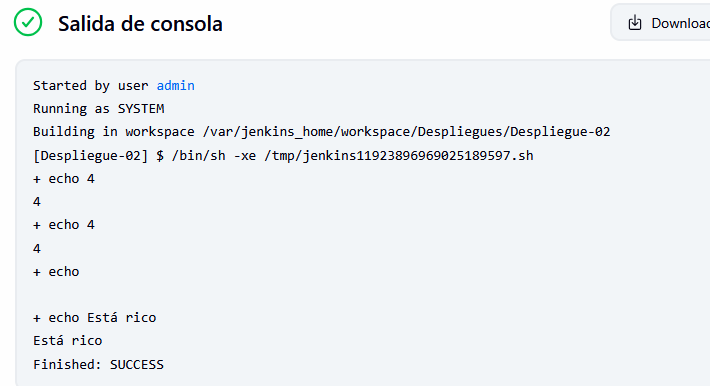 Salida de consola
Download
Started by user admin
Running as SYSTEM
Building in workspace /var/jenkins_home/workspace/Despliegues/Despliegue-02
[Despliegue-02] $ /bin/sh -xe /tmp/jenkins11923896969025189597.sh
+ echo 4
4
+ echo 4
4
+ echo

+ echo Está rico
Está rico
Finished: SUCCESS